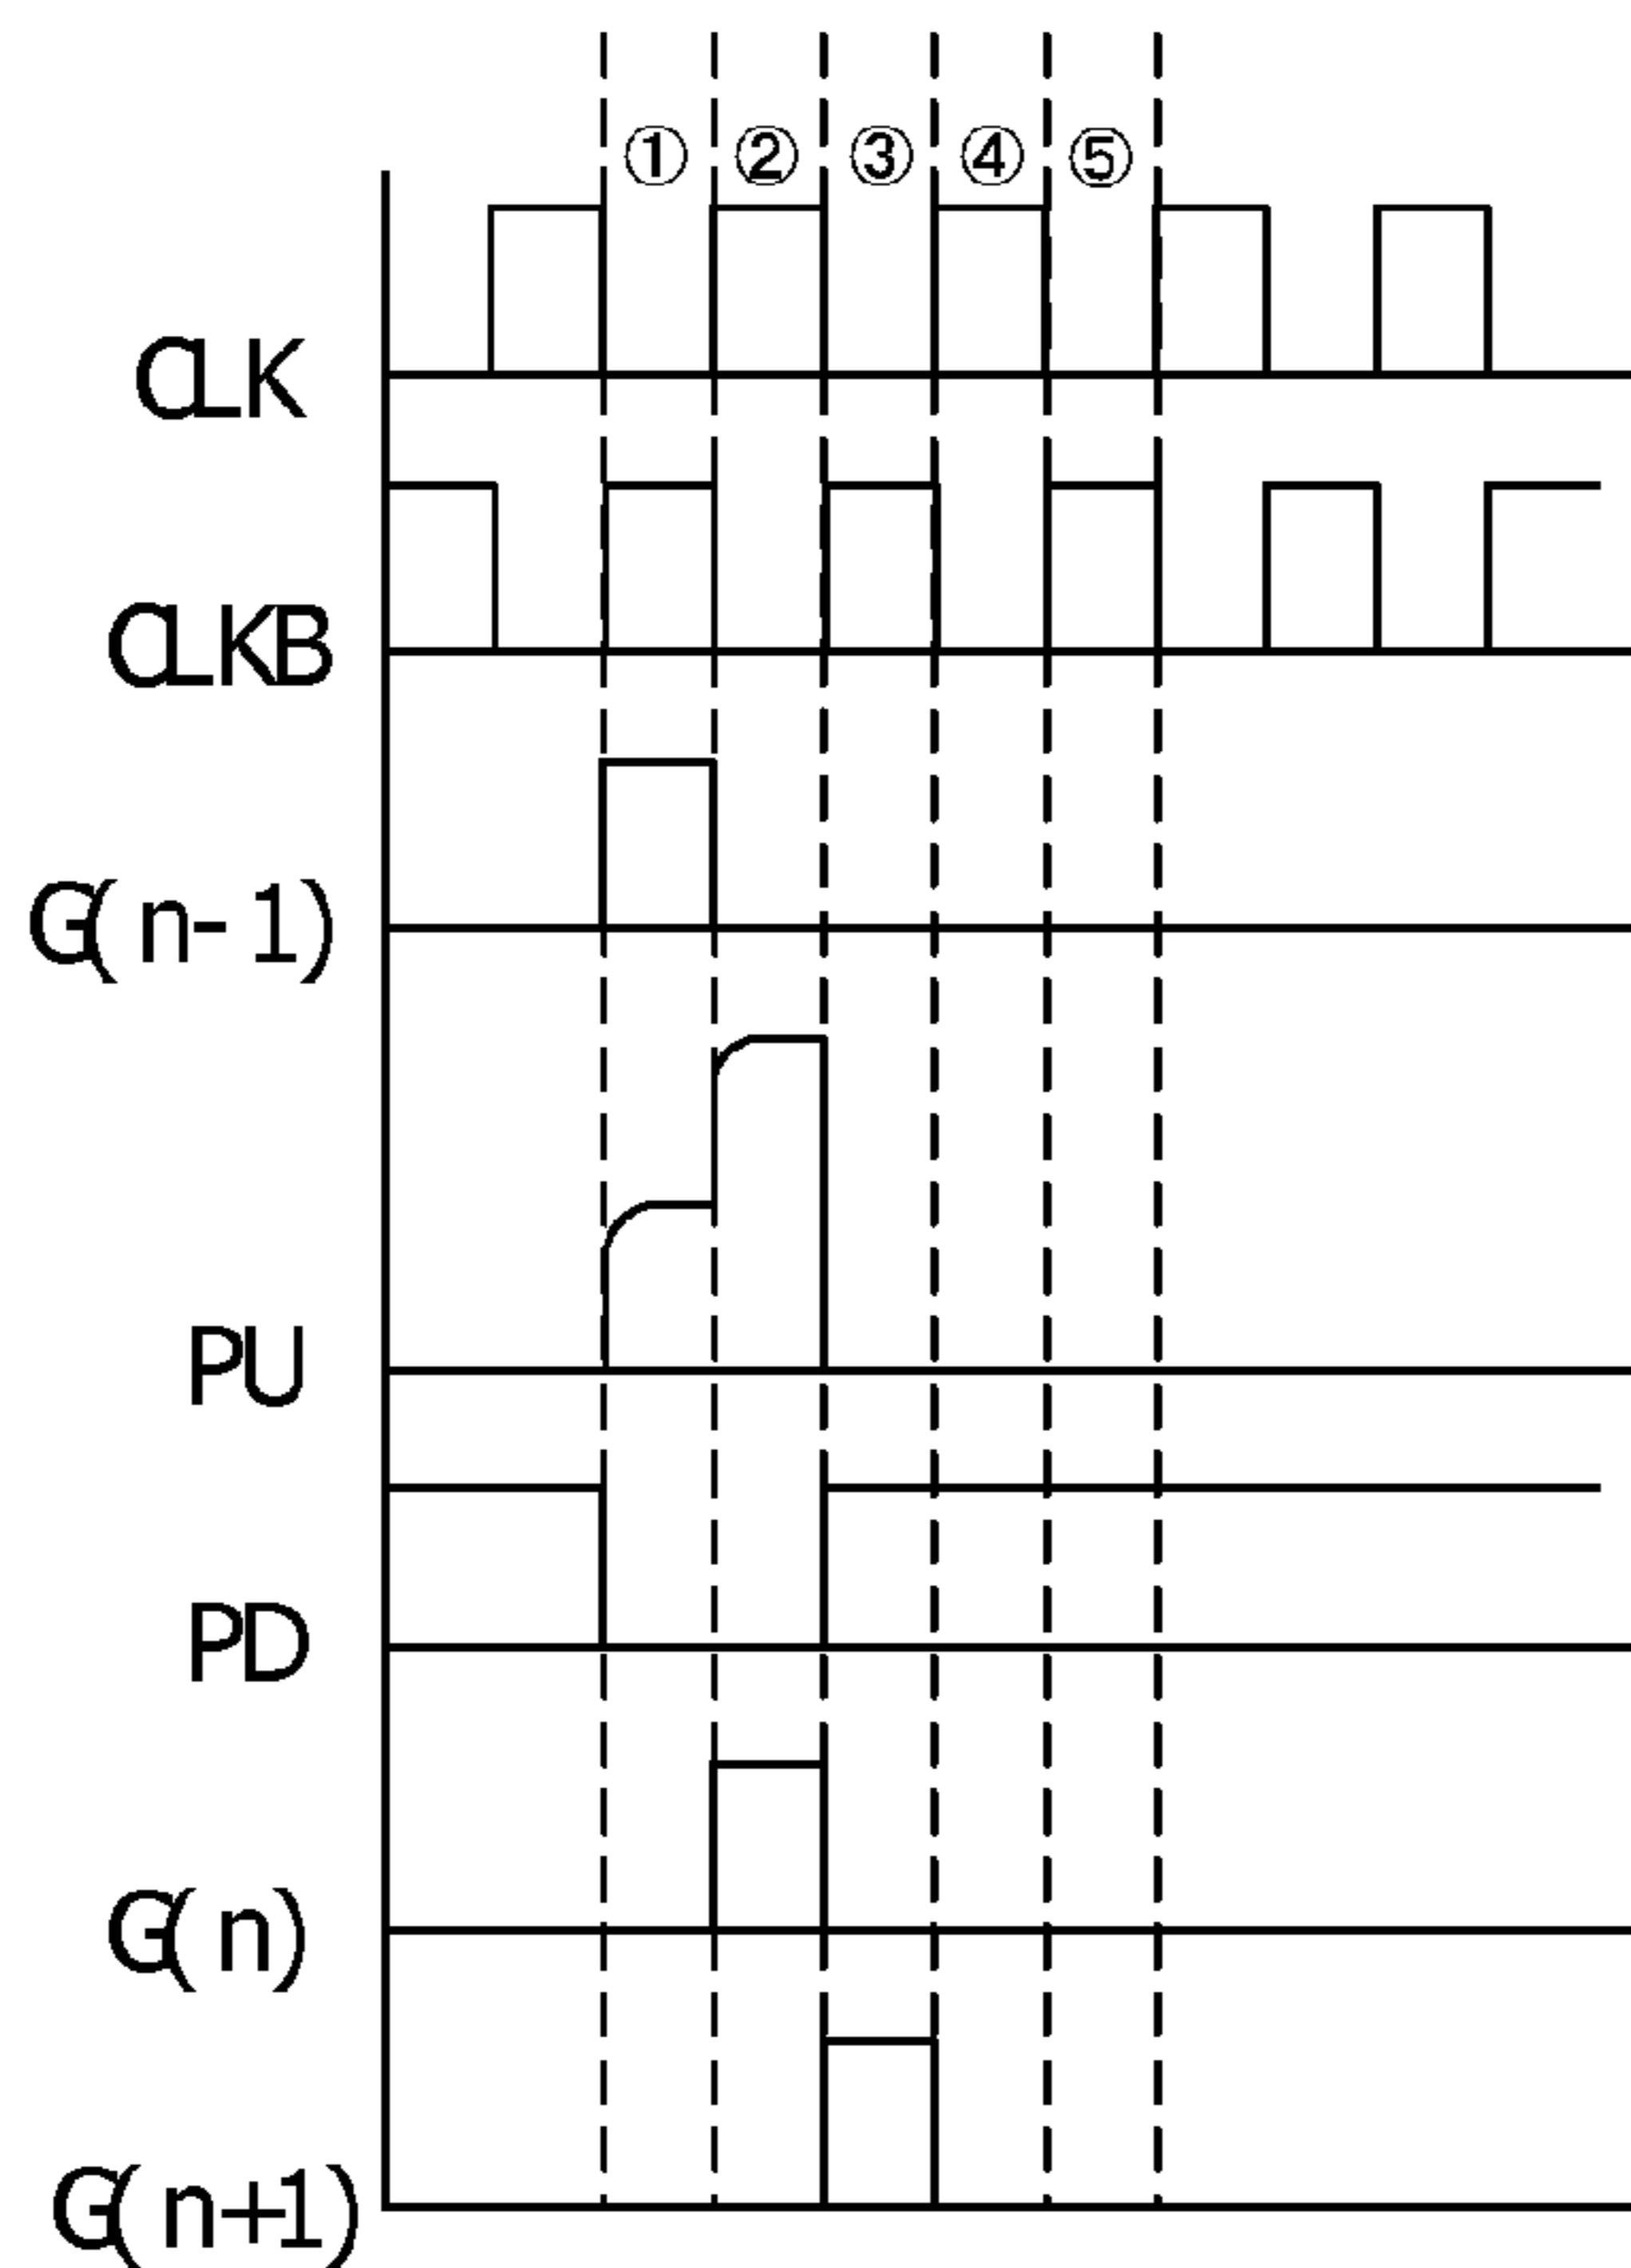 ① ② ③ ④ ⑤
CLK
CLKB
G(n-1)
PU
PD
G(n)
G(n+1)